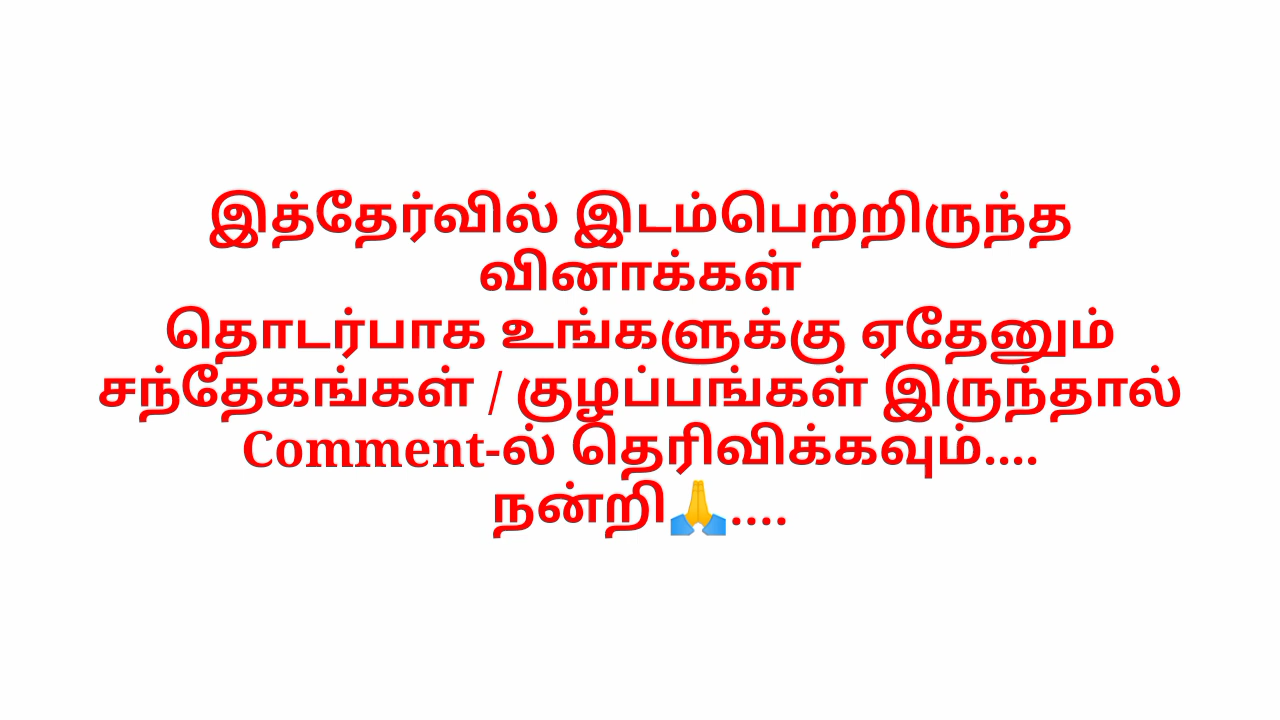 இத்தேர்வில் இடம்பெற்றிருந்த
வினாக்கள்
தொடர்பாக உங்களுக்கு ஏதேனும்
சந்தேகங்கள் / குழப்பங்கள் இருந்தால்
Comment-ல் தெரிவிக்கவும்....
நன்றி🙏....